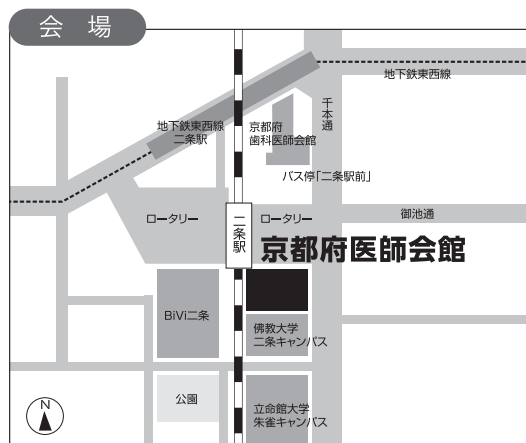 会 場
地下鉄東西線
千本通
地下鉄東西線
二条駅
京都府
歯科医師会館
バス停「二条駅前」
ロータリー
二条駅
ロータリー
御池通
京都府医師会館
BiVi二条
佛教大学
二条キャンパス
公園
立命館大学
朱雀キャンパス
N